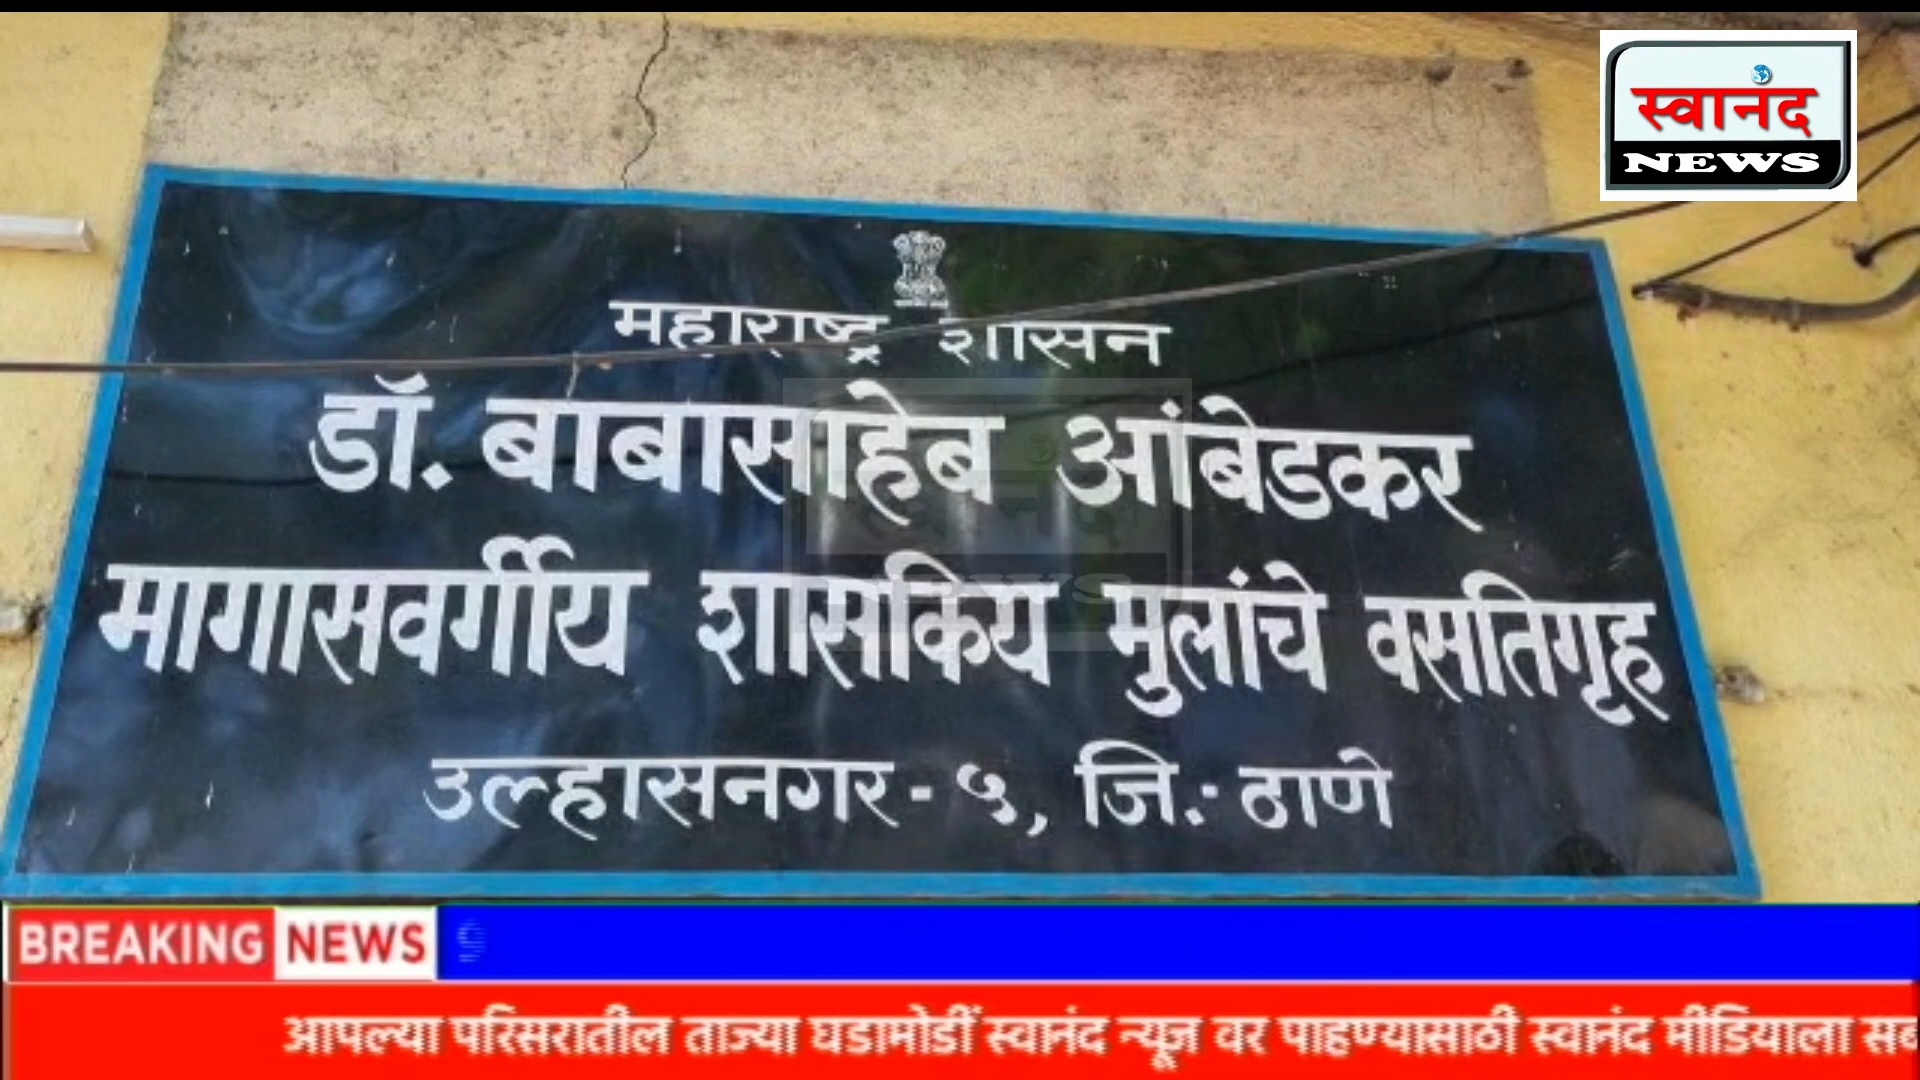 स्वानंद
NEWS
महाराष्ट्र शासन
डॉ. बाबासाहेब आंबेडकर
मागासवर्गीय शासकिय मुलांचे वसतिगृह
उल्हासनगर - ५, जि.- ठाणे
BREAKING NEWS
आपल्या परिसरातील ताज्या घडामोडीं स्वानंद न्यूज वर पाहण्यासाठी स्वानंद मीडियाला